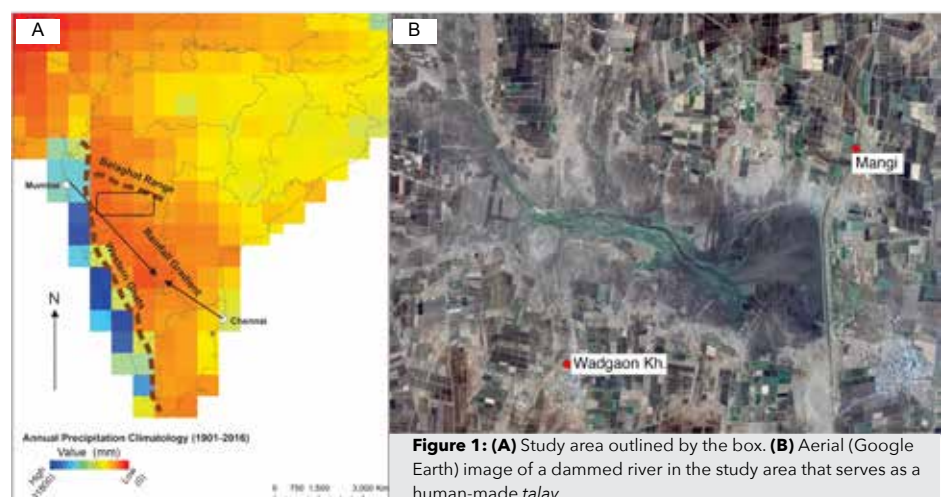 A
Balaghat Range
Mumbai
Rainfall Gradient
Western Ghats
N
Chennai
Annual Precipitation Climatology (1901-2016)
Value (mm)
High
Low
(0)
0 750 1,500 3,000 Km
B
Mangi
Wadgaon Kh.
Figure 1: (A) Study area outlined by the box. (B) Aerial (Google
Earth) image of a dammed river in the study area that serves as a
human-made talav